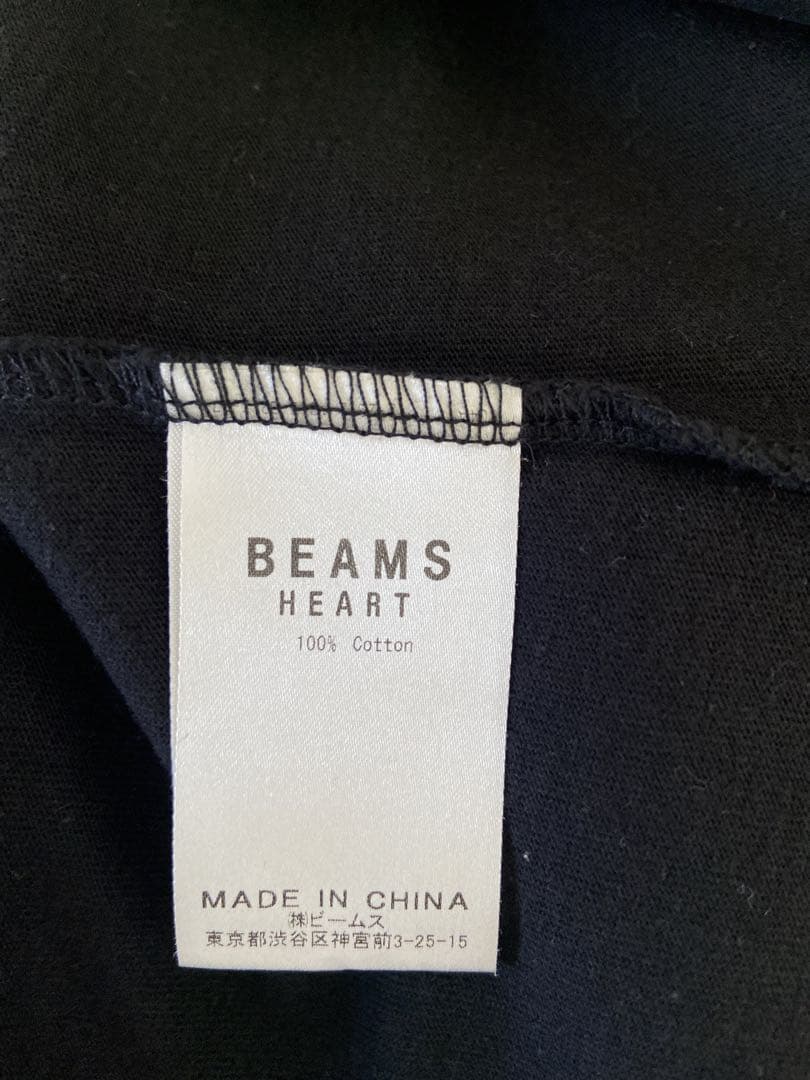 BEAMS
HEART
100% Cotton
MADE IN CHINA
㈱ビームス
東京都渋谷区神宮前3-25-15